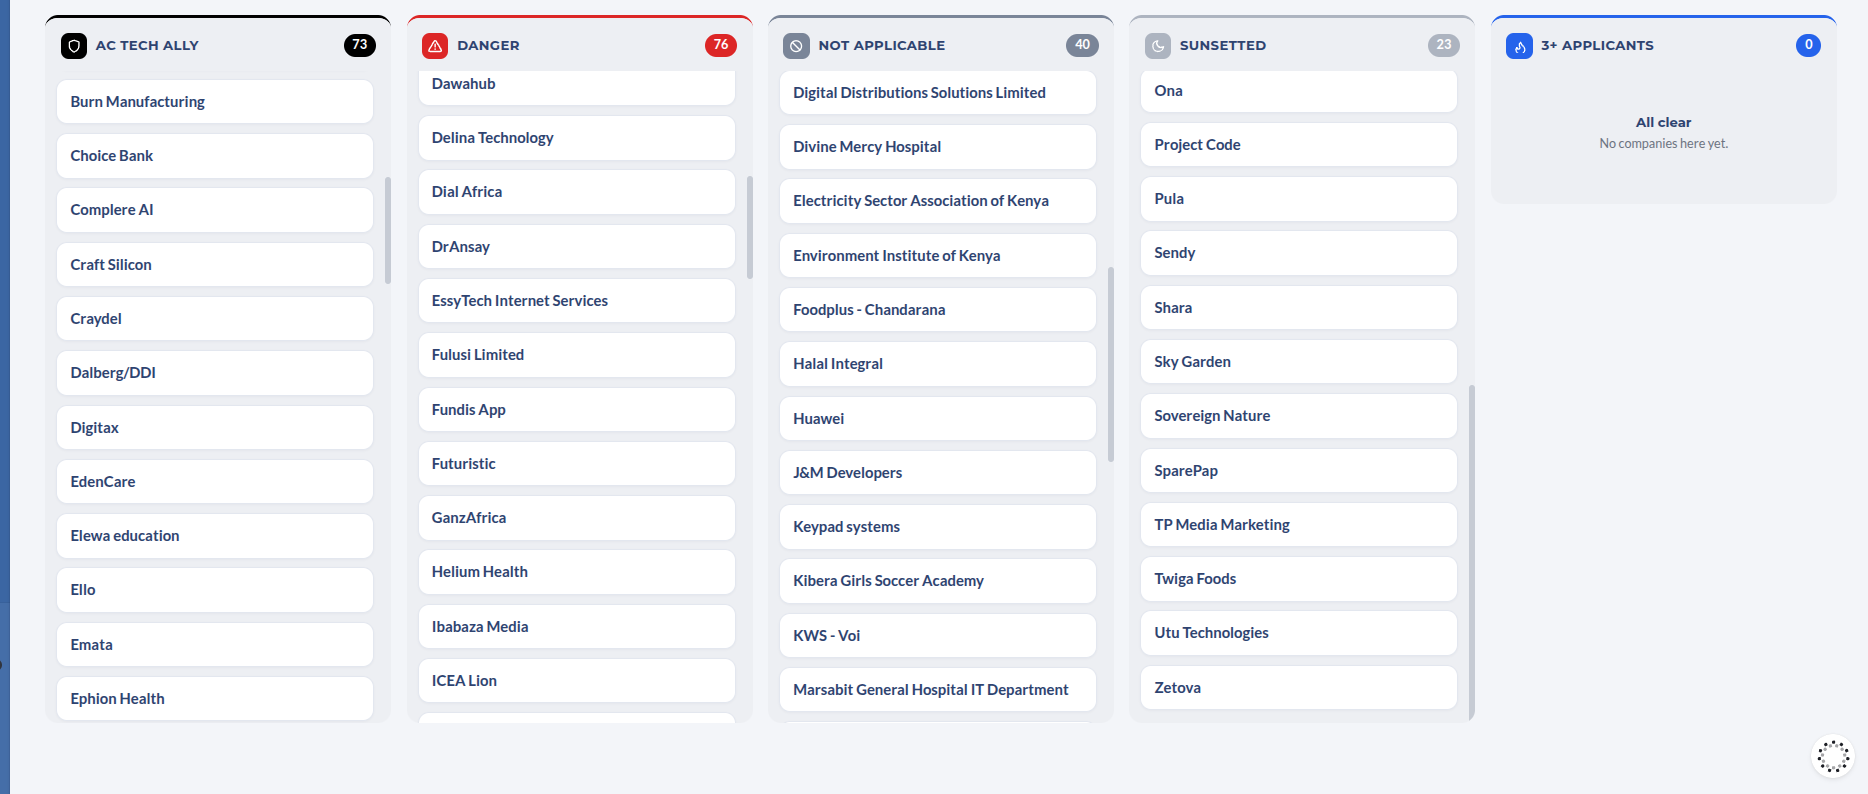 AC TECH ALLY
73
Burn Manufacturing
Choice Bank
Complere AI
Craft Silicon
Craydel
Dalberg/DDI
Digitax
EdenCare
Elewa education
Ello
Emata
Ephion Health
DANGER
76
Dawahub
Delina Technology
Dial Africa
DrAnsay
EssyTech Internet Services
Fulusi Limited
Fundis App
Futuristic
GanzAfrica
Helium Health
Ibabaza Media
ICEA Lion
NOT APPLICABLE
40
Digital Distributions Solutions Limited
Divine Mercy Hospital
Electricity Sector Association of Kenya
Environment Institute of Kenya
Foodplus - Chandarana
Halal Integral
Huawei
J&M Developers
Keypad systems
Kibera Girls Soccer Academy
KWS - Voi
Marsabit General Hospital IT Department
SUNSETTED
23
Ona
Project Code
Pula
Sendy
Shara
Sky Garden
Sovereign Nature
SparePap
TP Media Marketing
Twiga Foods
Utu Technologies
Zetova
3+ APPLICANTS
0
All clear
No companies here yet.